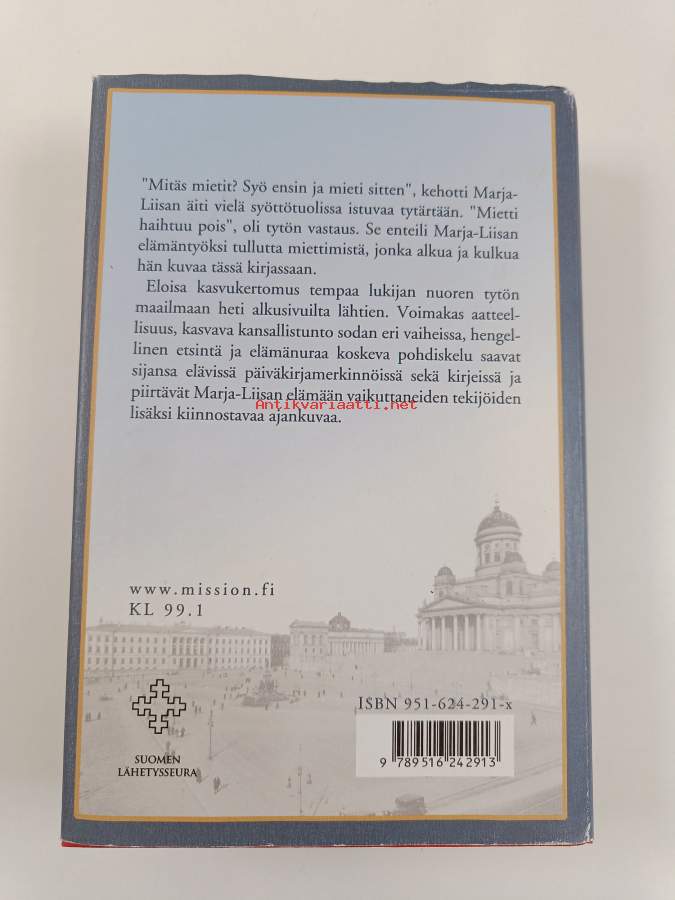 "Mitäs mietit? Syö ensin ja mieti sitten", kehotti Marja-
Liisan äiti vielä syöttötuolissa istuvaa tytärtään. "Mietti
haihtuu pois", oli tytön vastaus. Se enteili Marja-Liisan
elämäntyöksi tullutta miettimistä, jonka alkua ja kulkua
hän kuvaa tässä kirjassaan.
Eloisa kasvukertomus tempaa lukijan nuoren tytön
maailmaan heti alkusivuilta lähtien. Voimakas aatteel-
lisuus, kasvava kansallistunto sodan eri vaiheissa, hengel-
linen etsintä ja elämänuraa koskeva pohdiskelu saavat
sijansa elävissä päiväkirjamerkinnöissä sekä kirjeissä ja
piirtävät Marja-Liisan elämään vaikuttaneiden tekijöiden
Antikvariaatti.net
lisäksi kiinnostavaa ajankuvaa.
www.mission.fi
KL 99.1
SUOMEN
LÄHETYSSEURA
ISBN 951-624-291-x
9 789516 242913